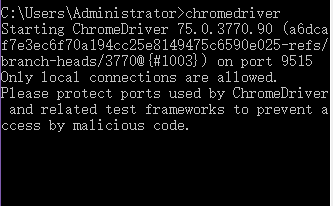 C:\Users\Administrator>chromedriver
Starting ChromeDriver 75.0.3770.90 (a6dca
f7e3ec6f70a194cc25e8149475c6590e025-refs/
branch-heads/3770@{#1003}) on port 9515
Only local connections are allowed.
Please protect ports used by ChromeDriver
 and related test frameworks to prevent a
ccess by malicious code.